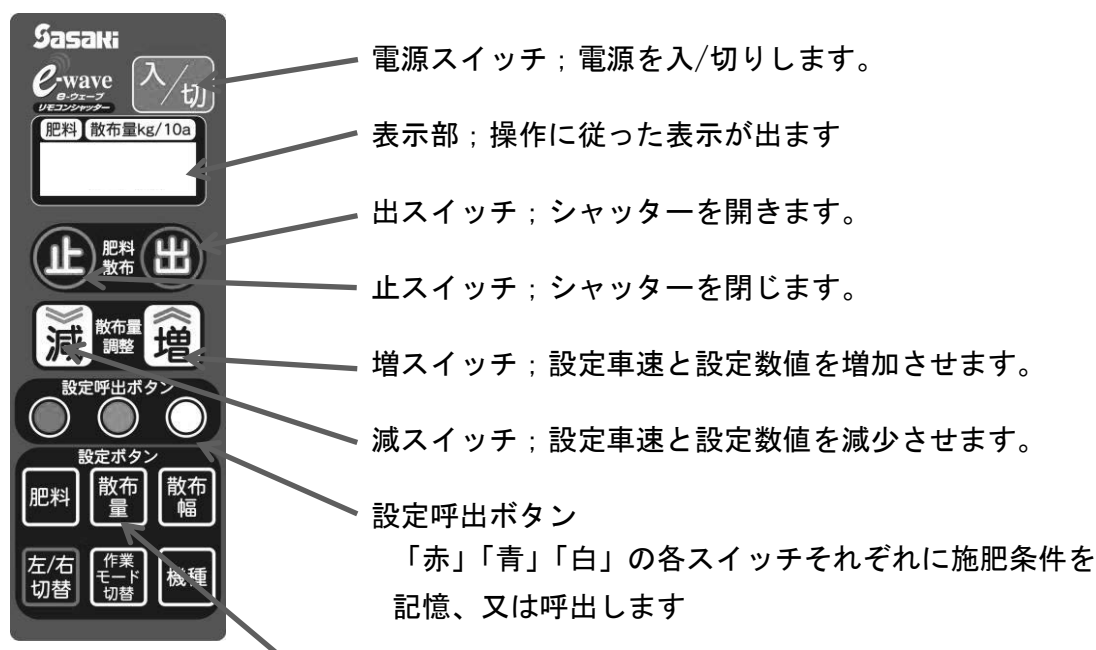 Sasaki
e-wave
e-ウェーブ
リモコンシャッター
入/切
肥料 散布量kg/10a
止 肥料散布 出
減 散布量調整 増
設定呼出ボタン
設定ボタン
肥料 散布量 散布幅
左/右切替 作業モード切替 機種
電源スイッチ；電源を入/切りします。
表示部；操作に従った表示が出ます
出スイッチ；シャッターを開きます。
止スイッチ；シャッターを閉じます。
増スイッチ；設定車速と設定数値を増加させます。
減スイッチ；設定車速と設定数値を減少させます。
設定呼出ボタン
「赤」「青」「白」の各スイッチそれぞれに施肥条件を
記憶、又は呼出します